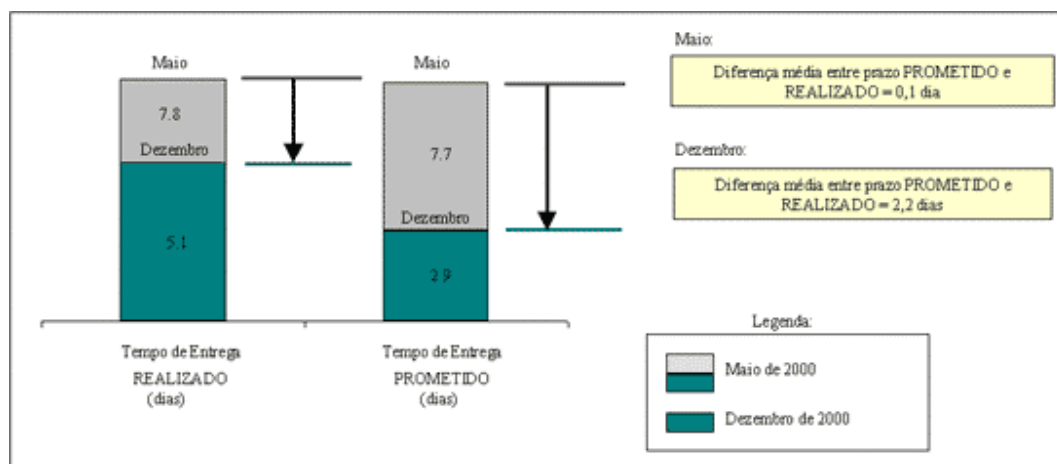 Maio
7.8
Dezembro
5.1
Tempo de Entrega
REALIZADO
(dias)
Maio
7.7
Dezembro
2.9
Tempo de Entrega
PROMETIDO
(dias)
Maio:
Diferença média entre prazo PROMETIDO e
REALIZADO = 0,1 dia
Dezembro:
Diferença média entre prazo PROMETIDO e
REALIZADO = 2,2 dias
Legenda:
Maio de 2000
Dezembro de 2000